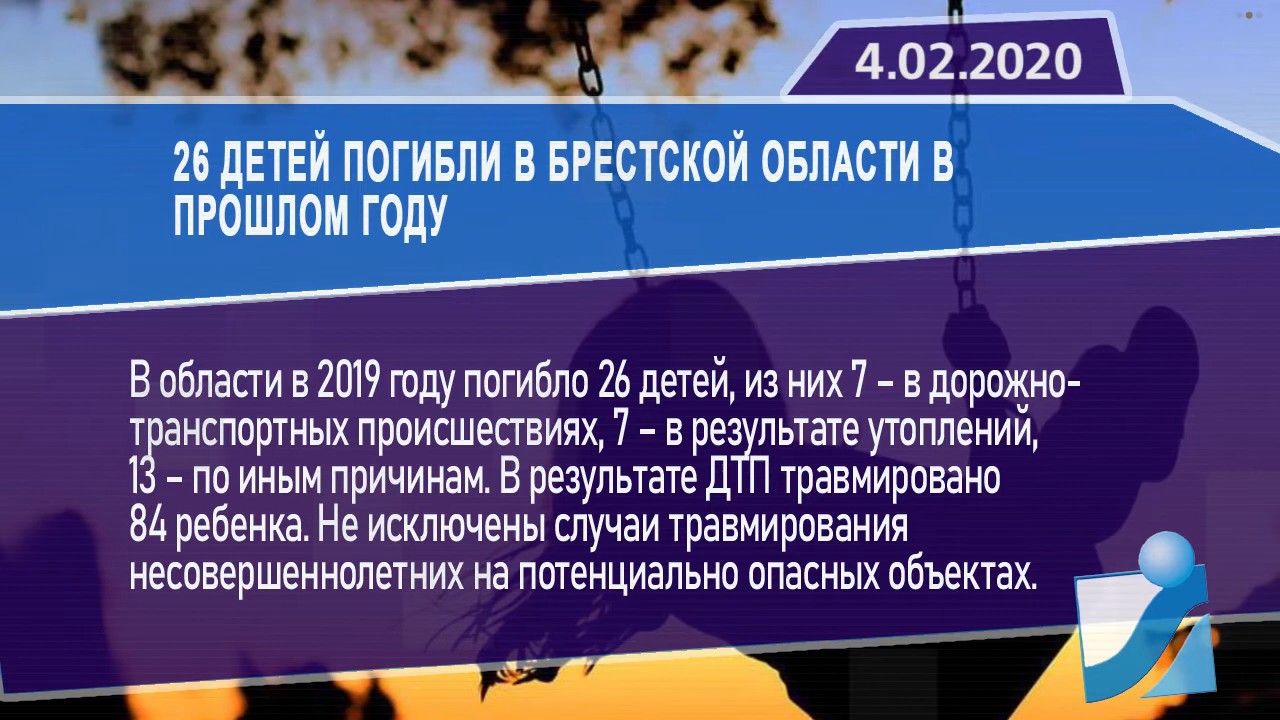 4.02.2020
26 ДЕТЕЙ ПОГИБЛИ В БРЕСТСКОЙ ОБЛАСТИ В
ПРОШЛОМ ГОДУ
В области в 2019 году погибло 26 детей, из них 7 – в дорожно-
транспортных происшествиях, 7 – в результате утоплений,
13 – по иным причинам. В результате ДТП травмировано
84 ребенка. Не исключены случаи травмирования
несовершеннолетних на потенциально опасных объектах.